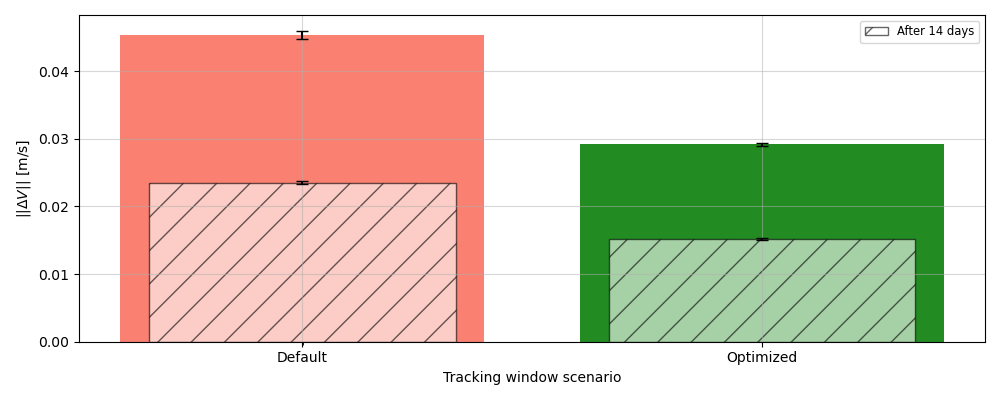 After 14 days
0.04
0.03
0.02
0.01
0.00
||ΔV|| [m/s]
Default
Optimized
Tracking window scenario